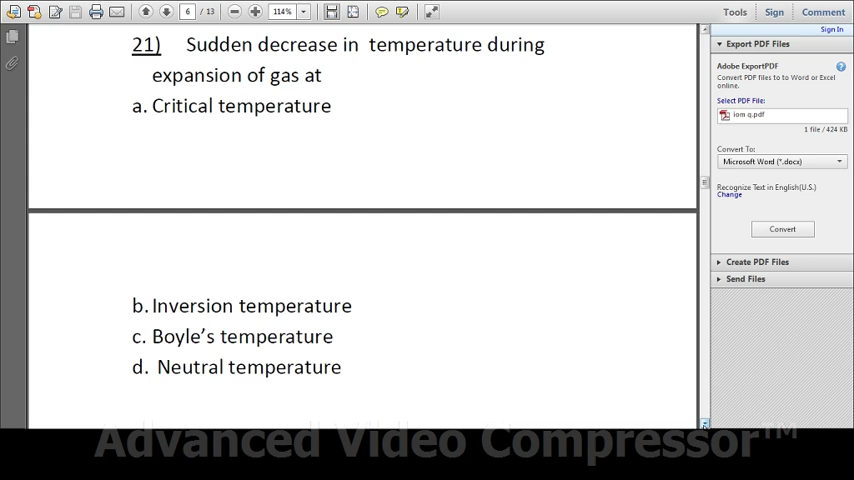 6 / 13
114%
Tools
Sign
Comment
Sign In
21) Sudden decrease in temperature during
expansion of gas at
a. Critical temperature
b. Inversion temperature
c. Boyle's temperature
d. Neutral temperature
Export PDF Files
Adobe ExportPDF
Convert PDF files to to Word or Excel
online.
Select PDF File:
iom q.pdf
1 file / 424 KB
Convert To:
Microsoft Word (*.docx)
Recognize Text in English(U.S.)
Change
Convert
Create PDF Files
Send Files
Advanced Video Compressor™